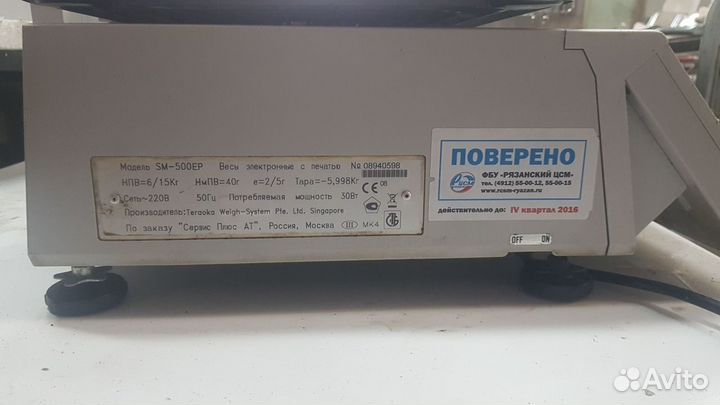 Модель SM-500EP Весы электронные с печатью № 08940598
НПВ=6/15Кг НмПВ=40г e=2/5г Тара=-5,998Кг
Сеть~220В 50Гц Потребляемая мощность 30Вт
Производитель:Teraoka Weigh-System Pte. Ltd. Singapore
По заказу "Сервис Плюс АТ", Россия, Москва III МК4
CE 08
ПОВЕРЕНО
ФБУ «РЯЗАНСКИЙ ЦСМ»
тел. (4912) 55-00-12, 55-00-15
www.rcsm-ryazan.ru
действительно до: IV квартал 2016
OFF ON
Avito